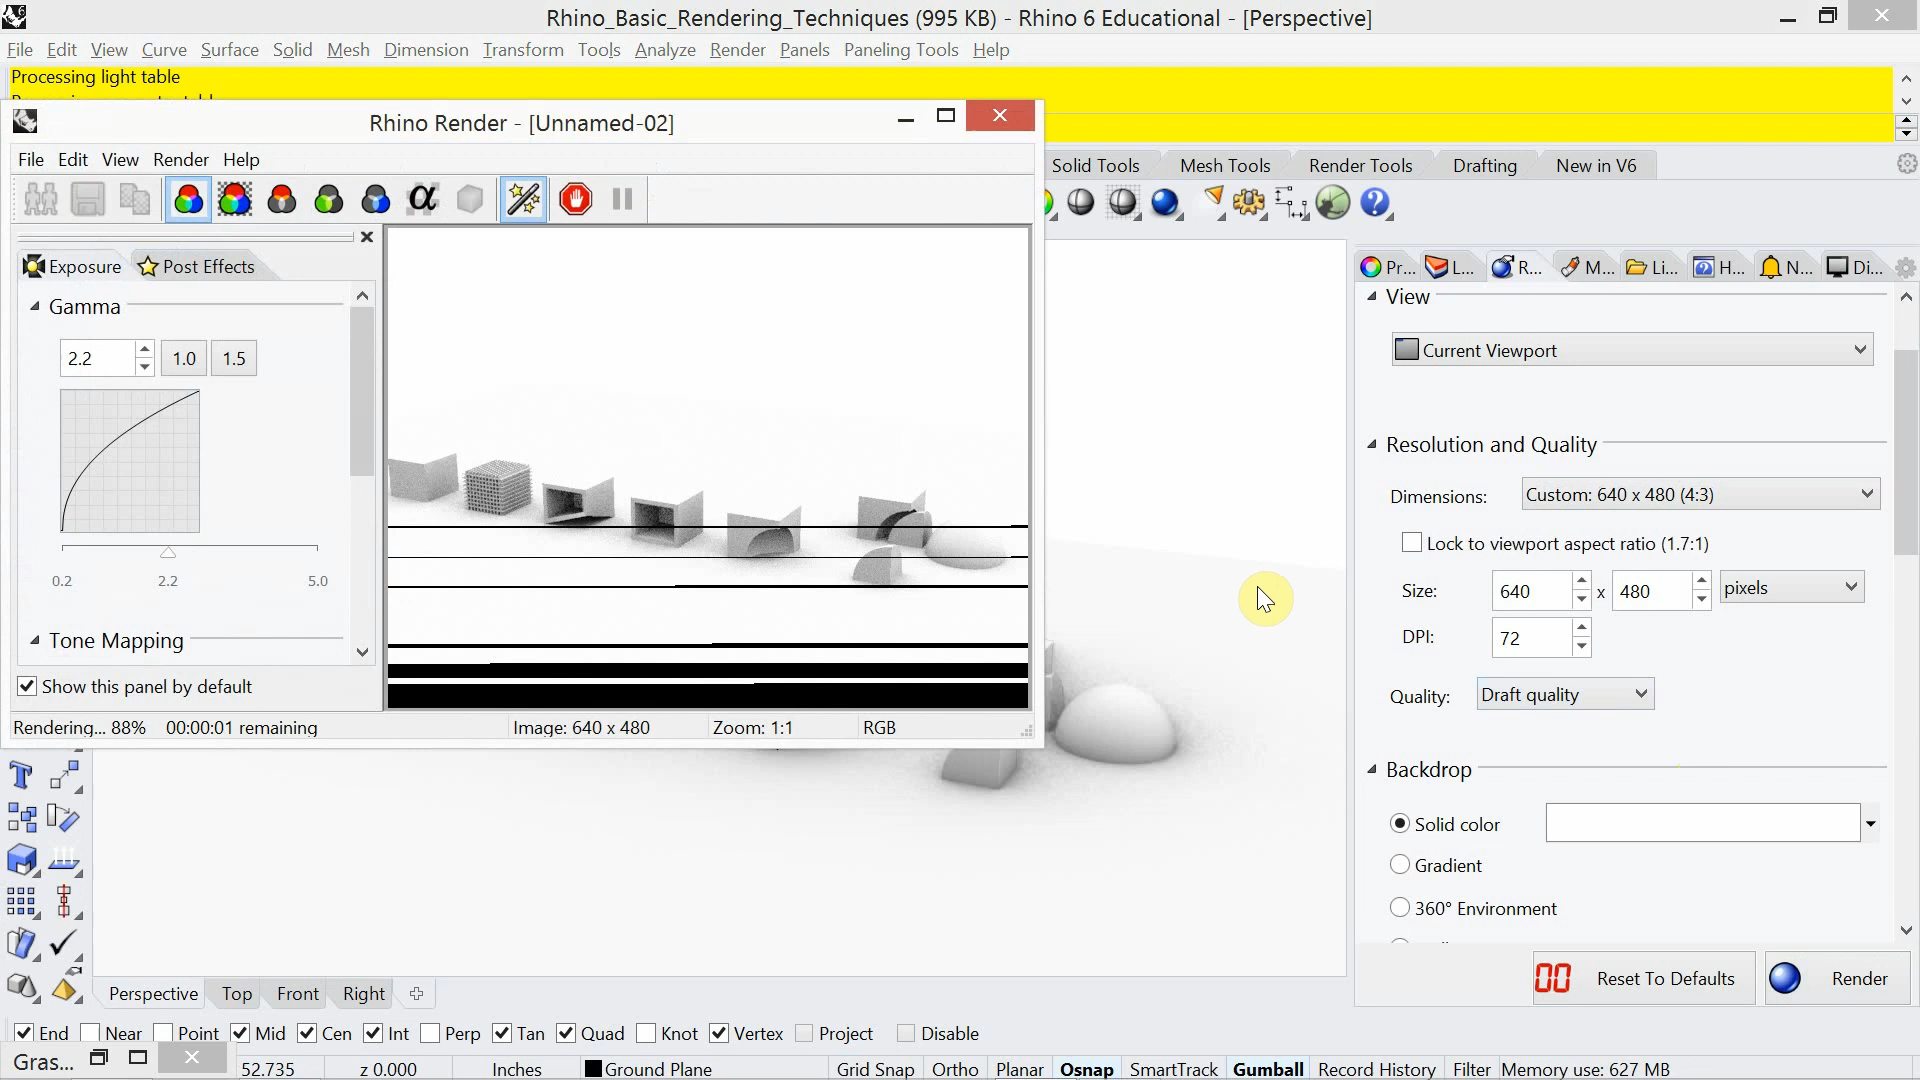 Rhino_Basic_Rendering_Techniques (995 KB) - Rhino 6 Educational - [Perspective]
File Edit View Curve Surface Solid Mesh Dimension Transform Tools Analyze Render Panels Paneling Tools Help
Processing light table
Rhino Render - [Unnamed-02]
File Edit View Render Help
Solid Tools Mesh Tools Render Tools Drafting New in V6
Exposure Post Effects
Pr... L... R... M... Li... H... N... Di...
Gamma
2.2 1.0 1.5
0.2 2.2 5.0
Tone Mapping
Show this panel by default
Rendering... 88% 00:00:01 remaining Image: 640 x 480 Zoom: 1:1 RGB
View
Current Viewport
Resolution and Quality
Dimensions: Custom: 640 x 480 (4:3)
Lock to viewport aspect ratio (1.7:1)
Size: 640 x 480 pixels
DPI: 72
Quality: Draft quality
Backdrop
Solid color
Gradient
360° Environment
Reset To Defaults Render
Perspective Top Front Right
End Near Point Mid Cen Int Perp Tan Quad Knot Vertex Project Disable
Gras... 52.735 z 0.000 Inches Ground Plane Grid Snap Ortho Planar Osnap SmartTrack Gumball Record History Filter Memory use: 627 MB